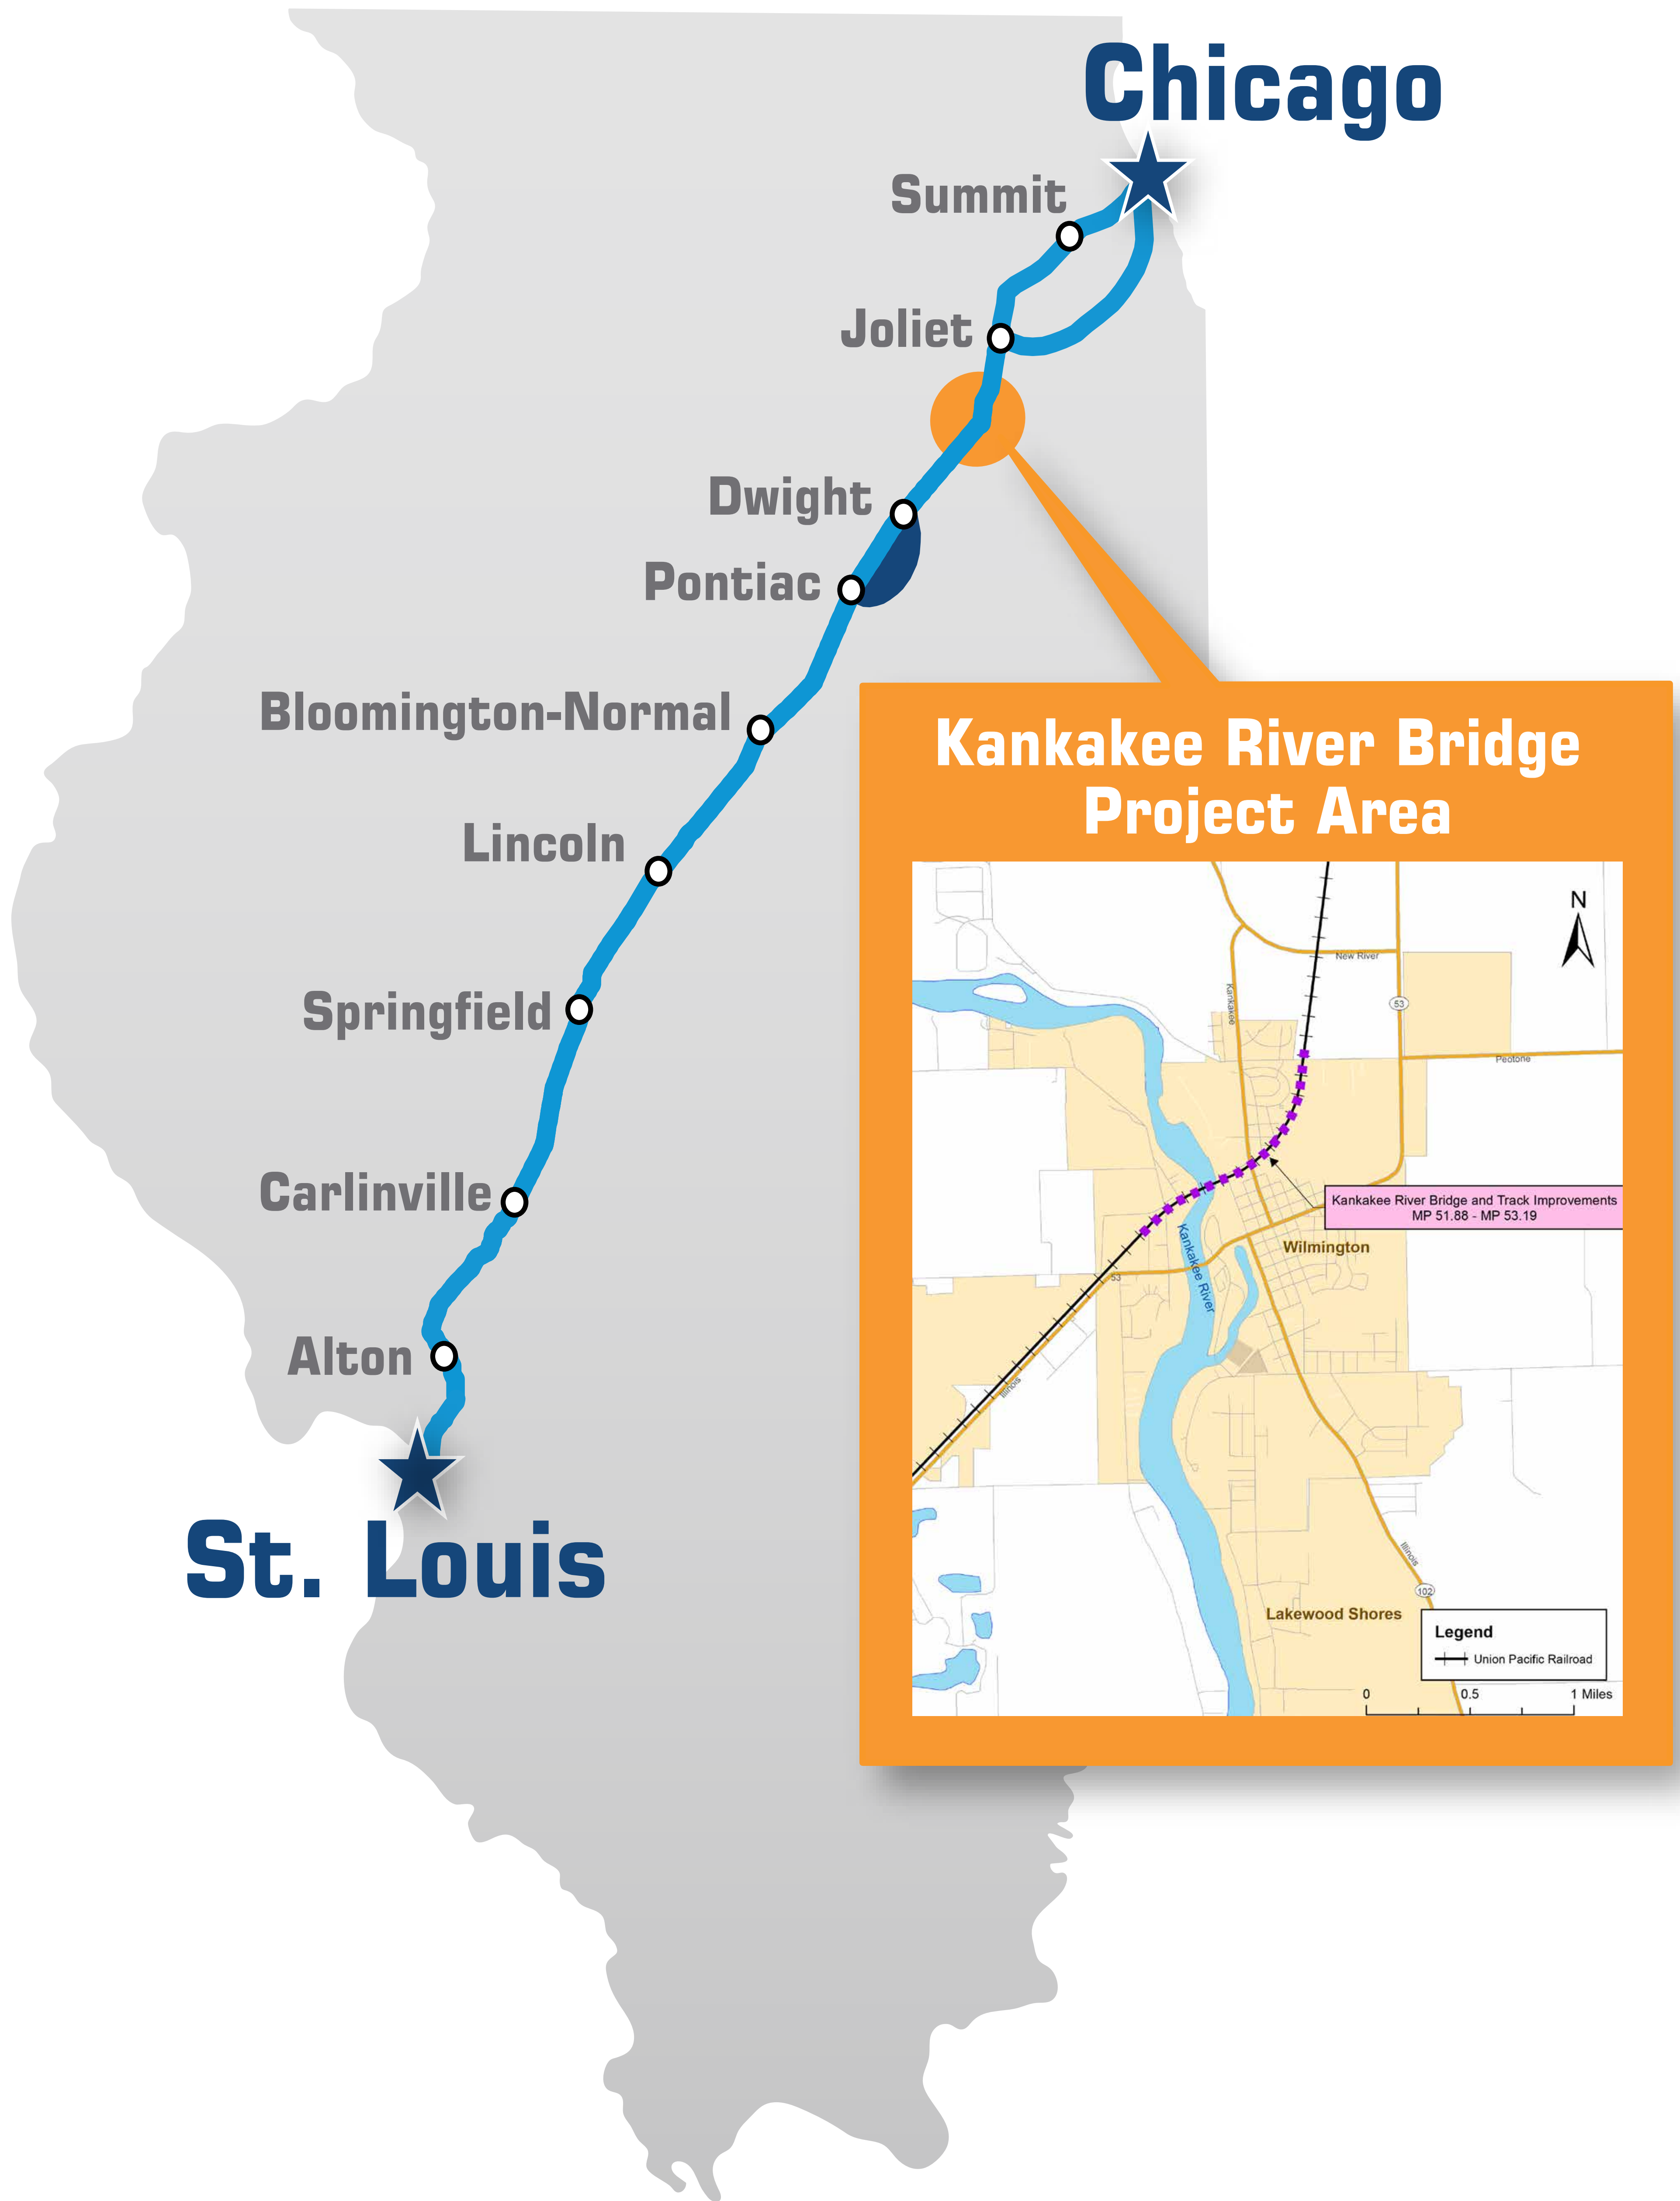 Chicago
Summit
Joliet
Dwight
Pontiac
Bloomington-Normal
Lincoln
Springfield
Carlinville
Alton
St. Louis
Kankakee River Bridge
Project Area
N
New River
Kankakee
53
Peotone
Kankakee River Bridge and Track Improvements
MP 51.88 - MP 53.19
Wilmington
Kankakee River
53
Illinois
Illinois
102
Lakewood Shores
Legend
Union Pacific Railroad
0 0.5 1 Miles